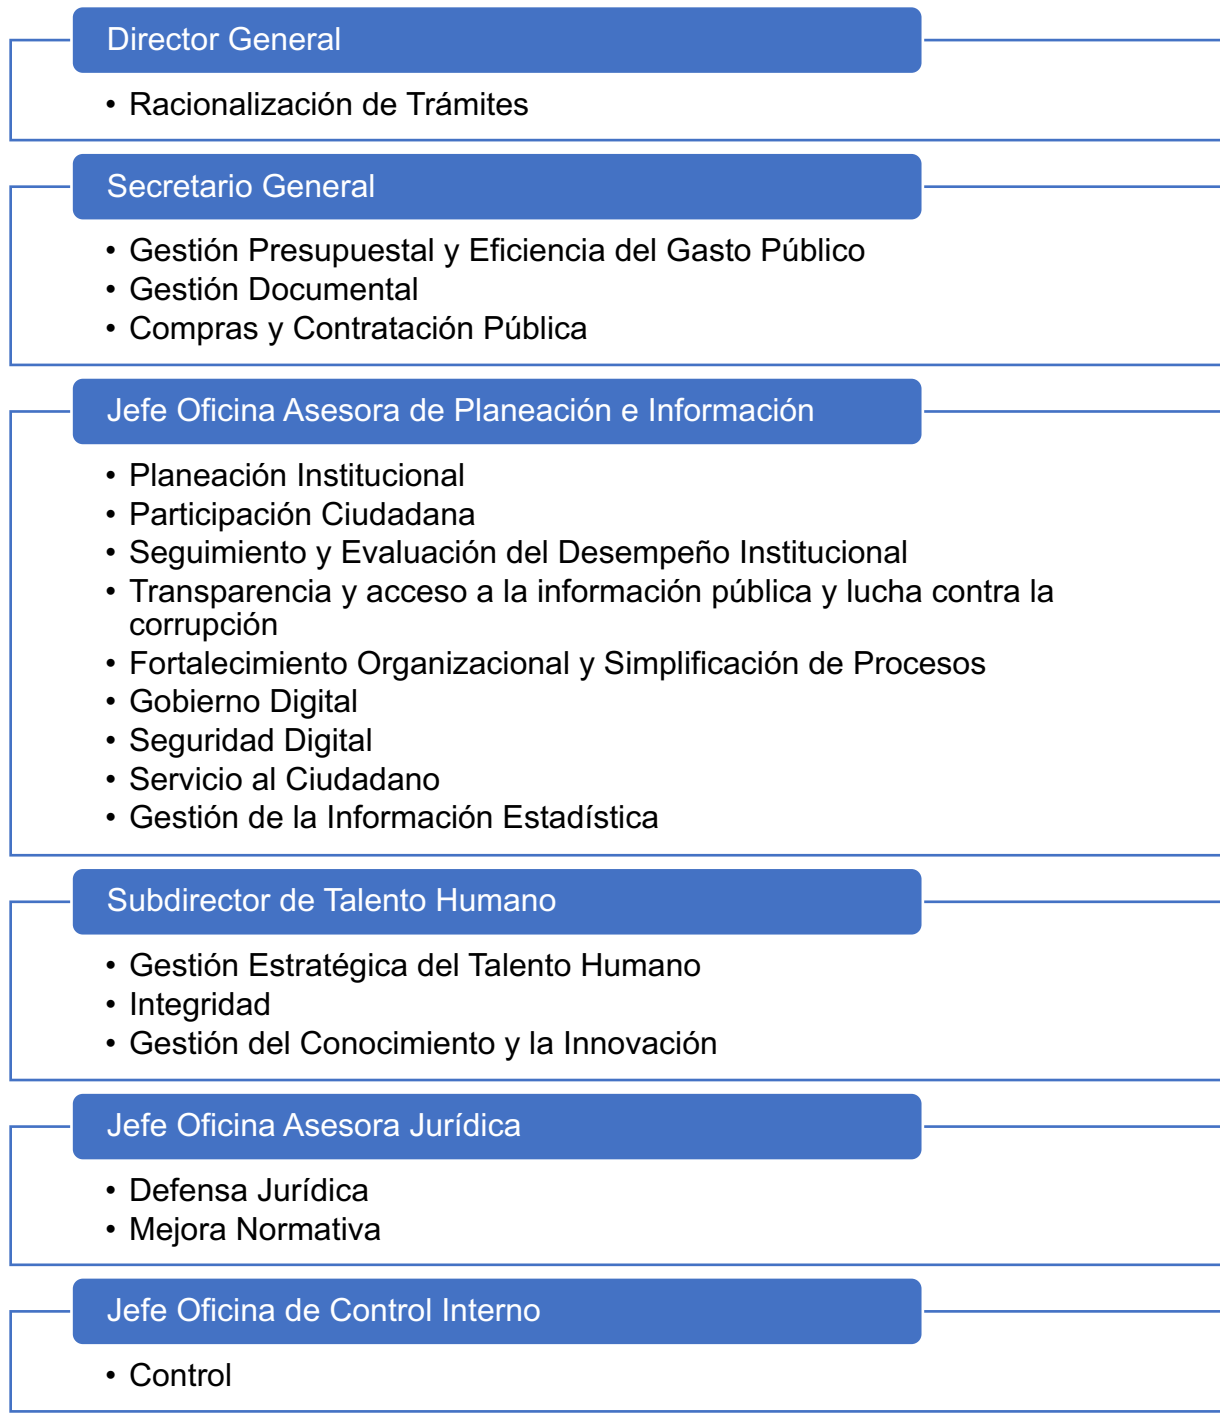 Director General
• Racionalización de Trámites
Secretario General
• Gestión Presupuestal y Eficiencia del Gasto Público
• Gestión Documental
• Compras y Contratación Pública
Jefe Oficina Asesora de Planeación e Información
• Planeación Institucional
• Participación Ciudadana
• Seguimiento y Evaluación del Desempeño Institucional
• Transparencia y acceso a la información pública y lucha contra la
corrupción
• Fortalecimiento Organizacional y Simplificación de Procesos
• Gobierno Digital
• Seguridad Digital
• Servicio al Ciudadano
• Gestión de la Información Estadística
Subdirector de Talento Humano
• Gestión Estratégica del Talento Humano
• Integridad
• Gestión del Conocimiento y la Innovación
Jefe Oficina Asesora Jurídica
• Defensa Jurídica
• Mejora Normativa
Jefe Oficina de Control Interno
• Control